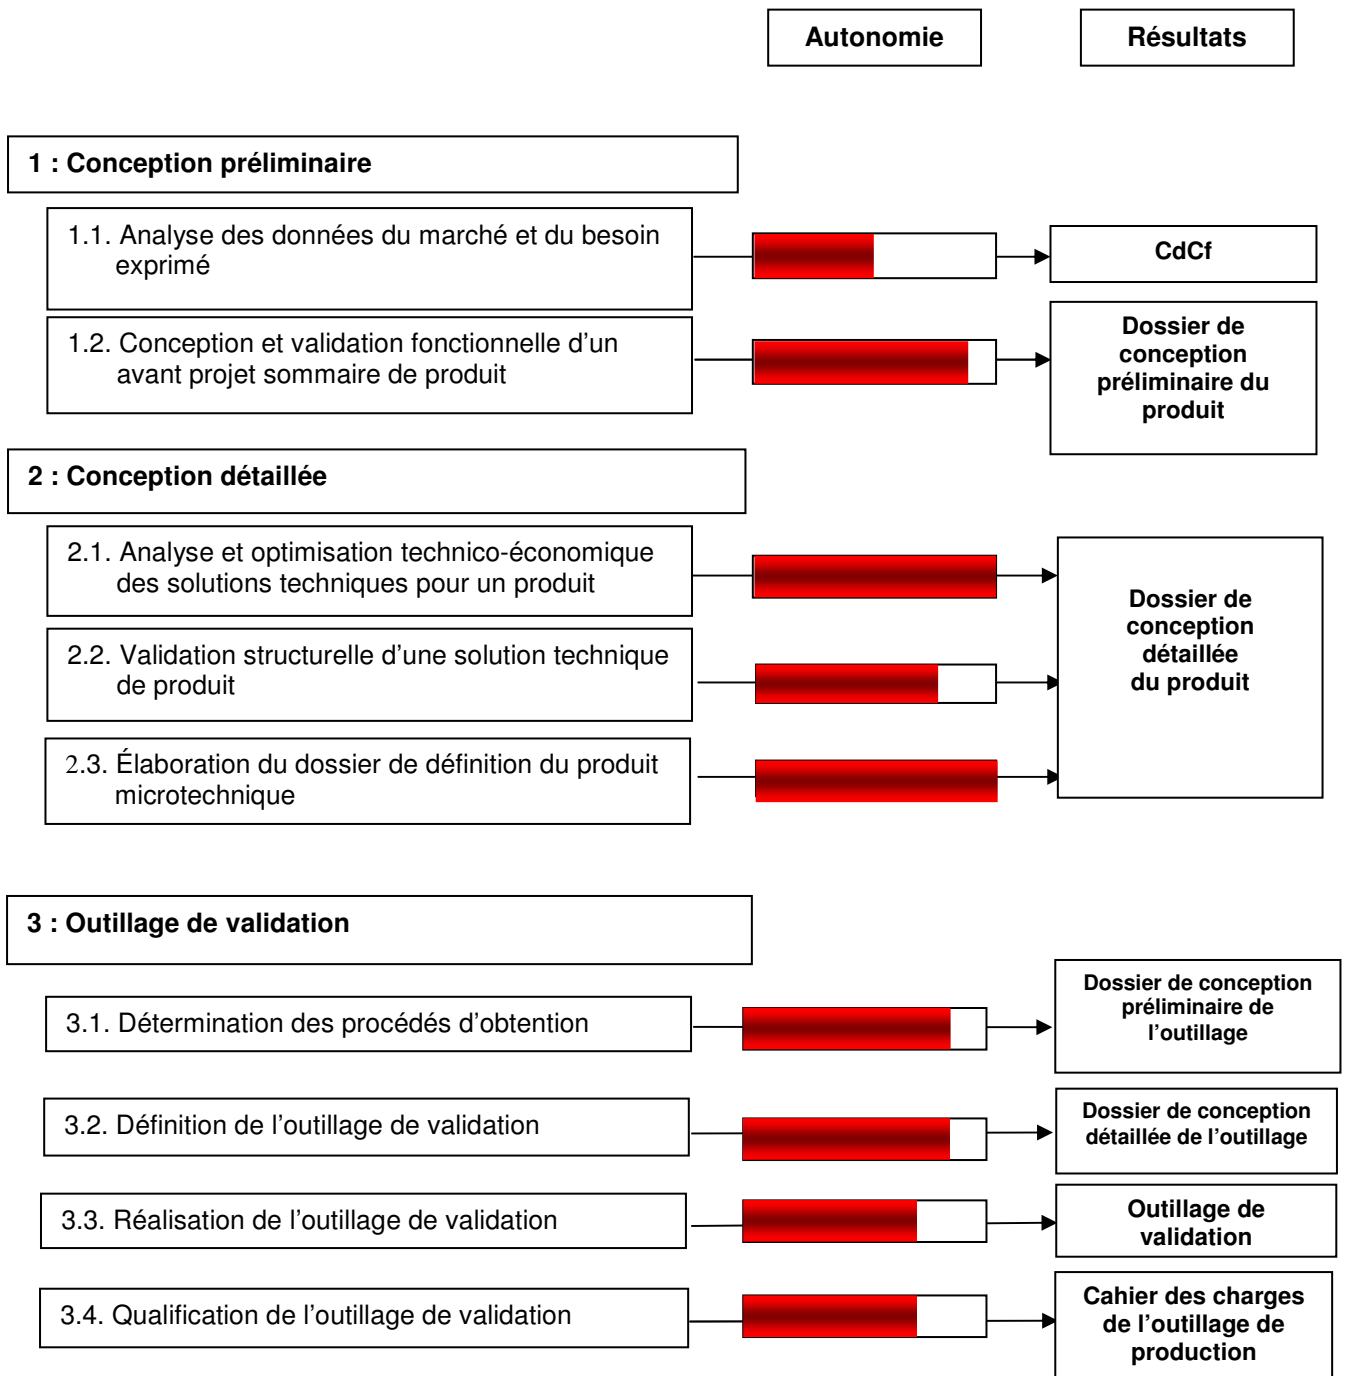 Autonomie
Résultats
1 : Conception préliminaire
1.1. Analyse des données du marché et du besoin
exprimé
CdCf
1.2. Conception et validation fonctionnelle d’un
avant projet sommaire de produit
Dossier de
conception
préliminaire du
produit
2 : Conception détaillée
2.1. Analyse et optimisation technico-économique
des solutions techniques pour un produit
2.2. Validation structurelle d’une solution technique
de produit
2.3. Élaboration du dossier de définition du produit
microtechnique
Dossier de
conception
détaillée
du produit
3 : Outillage de validation
3.1. Détermination des procédés d’obtention
Dossier de conception
préliminaire de
l’outillage
3.2. Définition de l’outillage de validation
Dossier de conception
détaillée de l’outillage
3.3. Réalisation de l’outillage de validation
Outillage de
validation
3.4. Qualification de l’outillage de validation
Cahier des charges
de l’outillage de
production